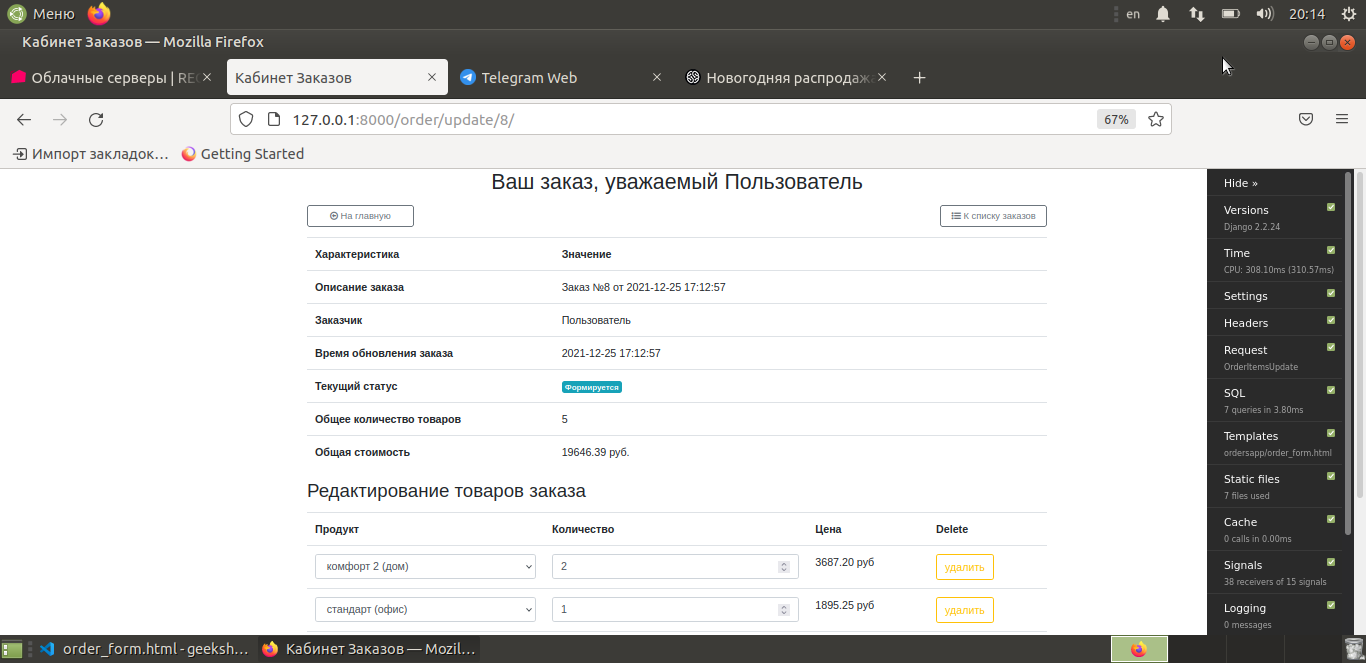 Меню
en
20:14
Кабинет Заказов — Mozilla Firefox
Облачные серверы | REG
Кабинет Заказов
Telegram Web
Новогодняя распродажа
127.0.0.1:8000/order/update/8/
67%
Импорт закладок…
Getting Started
Ваш заказ, уважаемый Пользователь
На главную
К списку заказов
Характеристика Значение
Описание заказа Заказ №8 от 2021-12-25 17:12:57
Заказчик Пользователь
Время обновления заказа 2021-12-25 17:12:57
Текущий статус Формируется
Общее количество товаров 5
Общая стоимость 19646.39 руб.
Редактирование товаров заказа
Продукт Количество Цена Delete
комфорт 2 (дом) 2 3687.20 руб удалить
стандарт (офис) 1 1895.25 руб удалить
Hide »
Versions
Django 2.2.24
Time
CPU: 308.10ms (310.57ms)
Settings
Headers
Request
OrderItemsUpdate
SQL
7 queries in 3.80ms
Templates
ordersapp/order_form.html
Static files
7 files used
Cache
0 calls in 0.00ms
Signals
38 receivers of 15 signals
Logging
0 messages
order_form.html - geeksh…
Кабинет Заказов — Mozil…